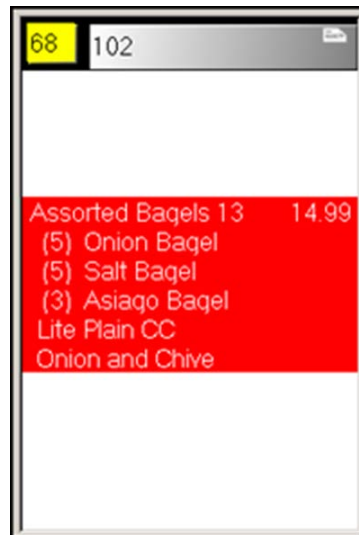 68 102
Assorted Bagels 13 14.99
(5) Onion Bagel
(5) Salt Bagel
(3) Asiago Bagel
Lite Plain CC
Onion and Chive